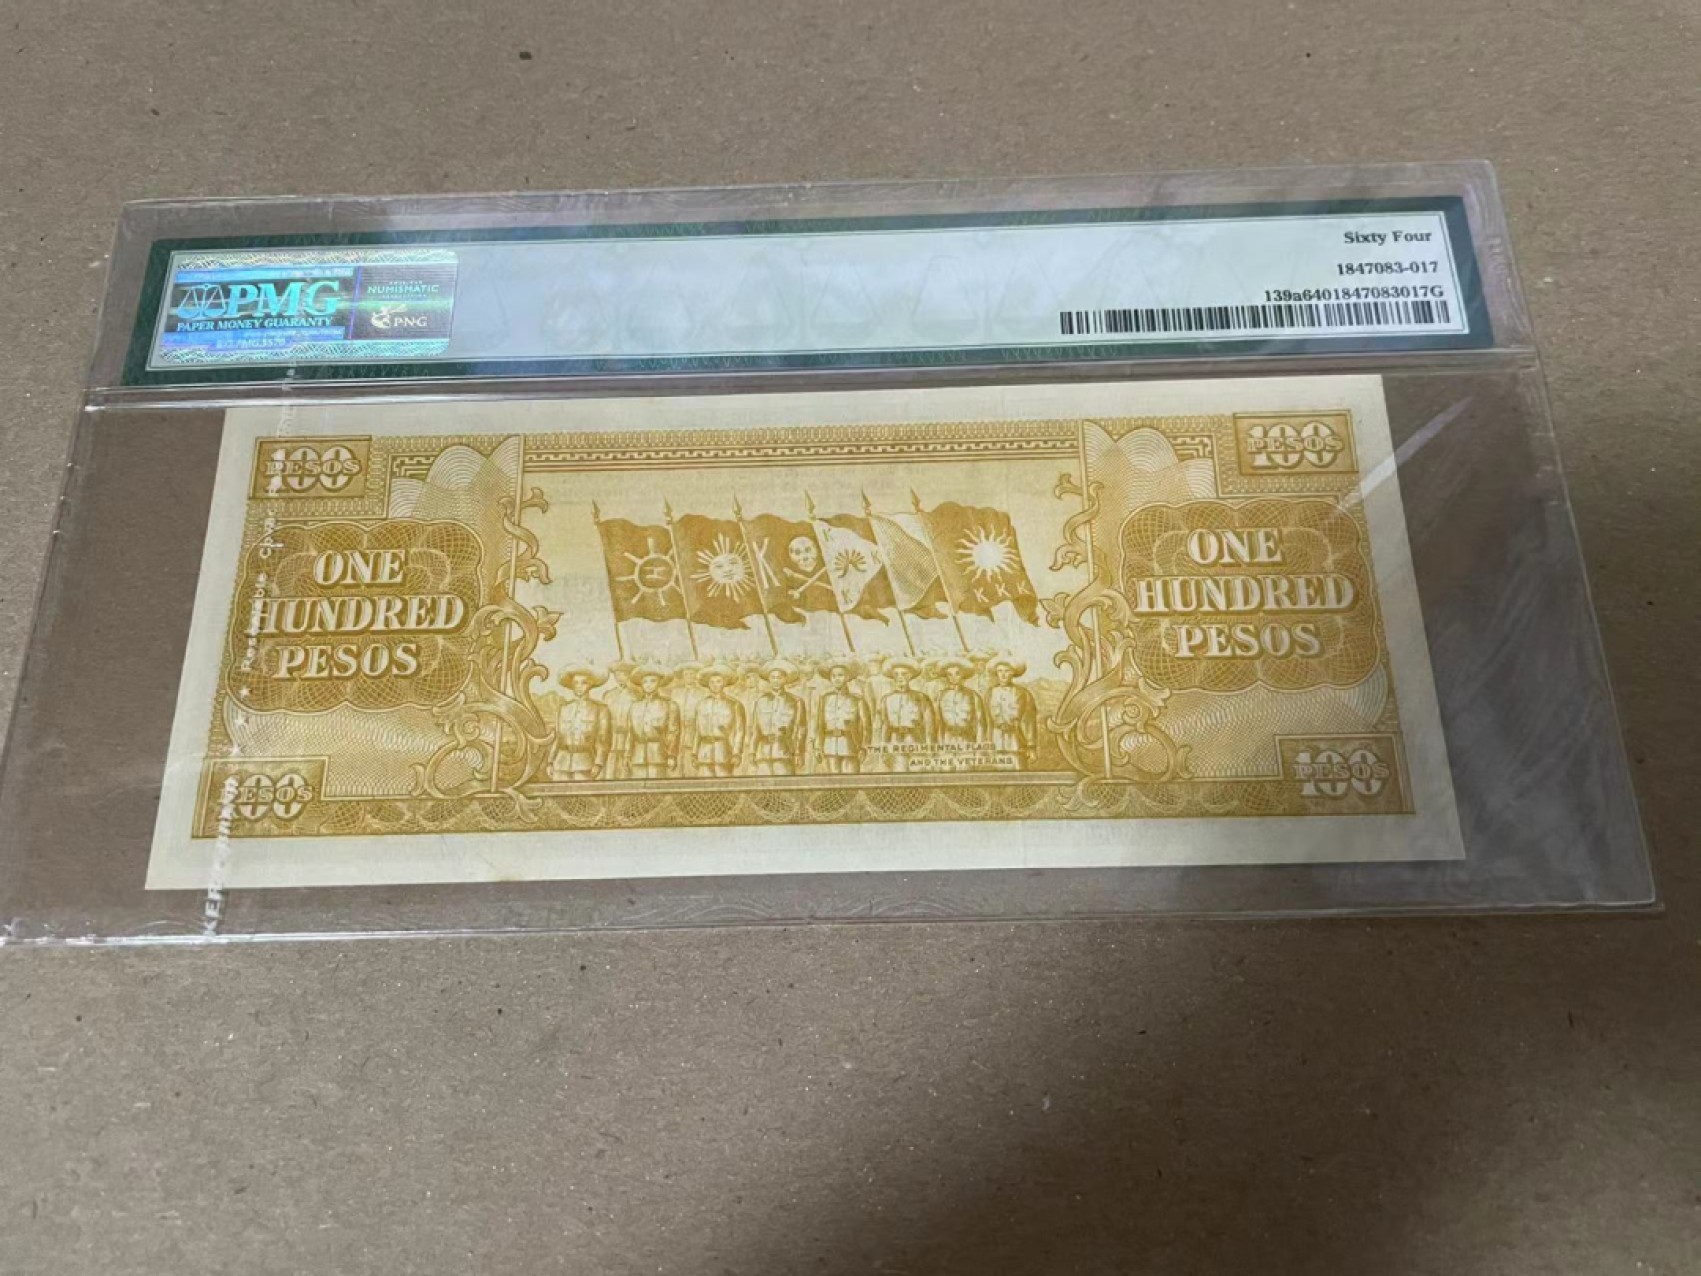 Sixty Four
1847083-017
139a6401847083017G
PMG
PAPER MONEY GUARANTY
NUMISMATIC
PNG
100
PESOS
100
PESOS
ONE
HUNDRED
PESOS
ONE
HUNDRED
PESOS
K
K
K
K
K K K
THE REGIMENTAL FLAGS
AND THE VETERANS
100
PESOS
100
PESOS